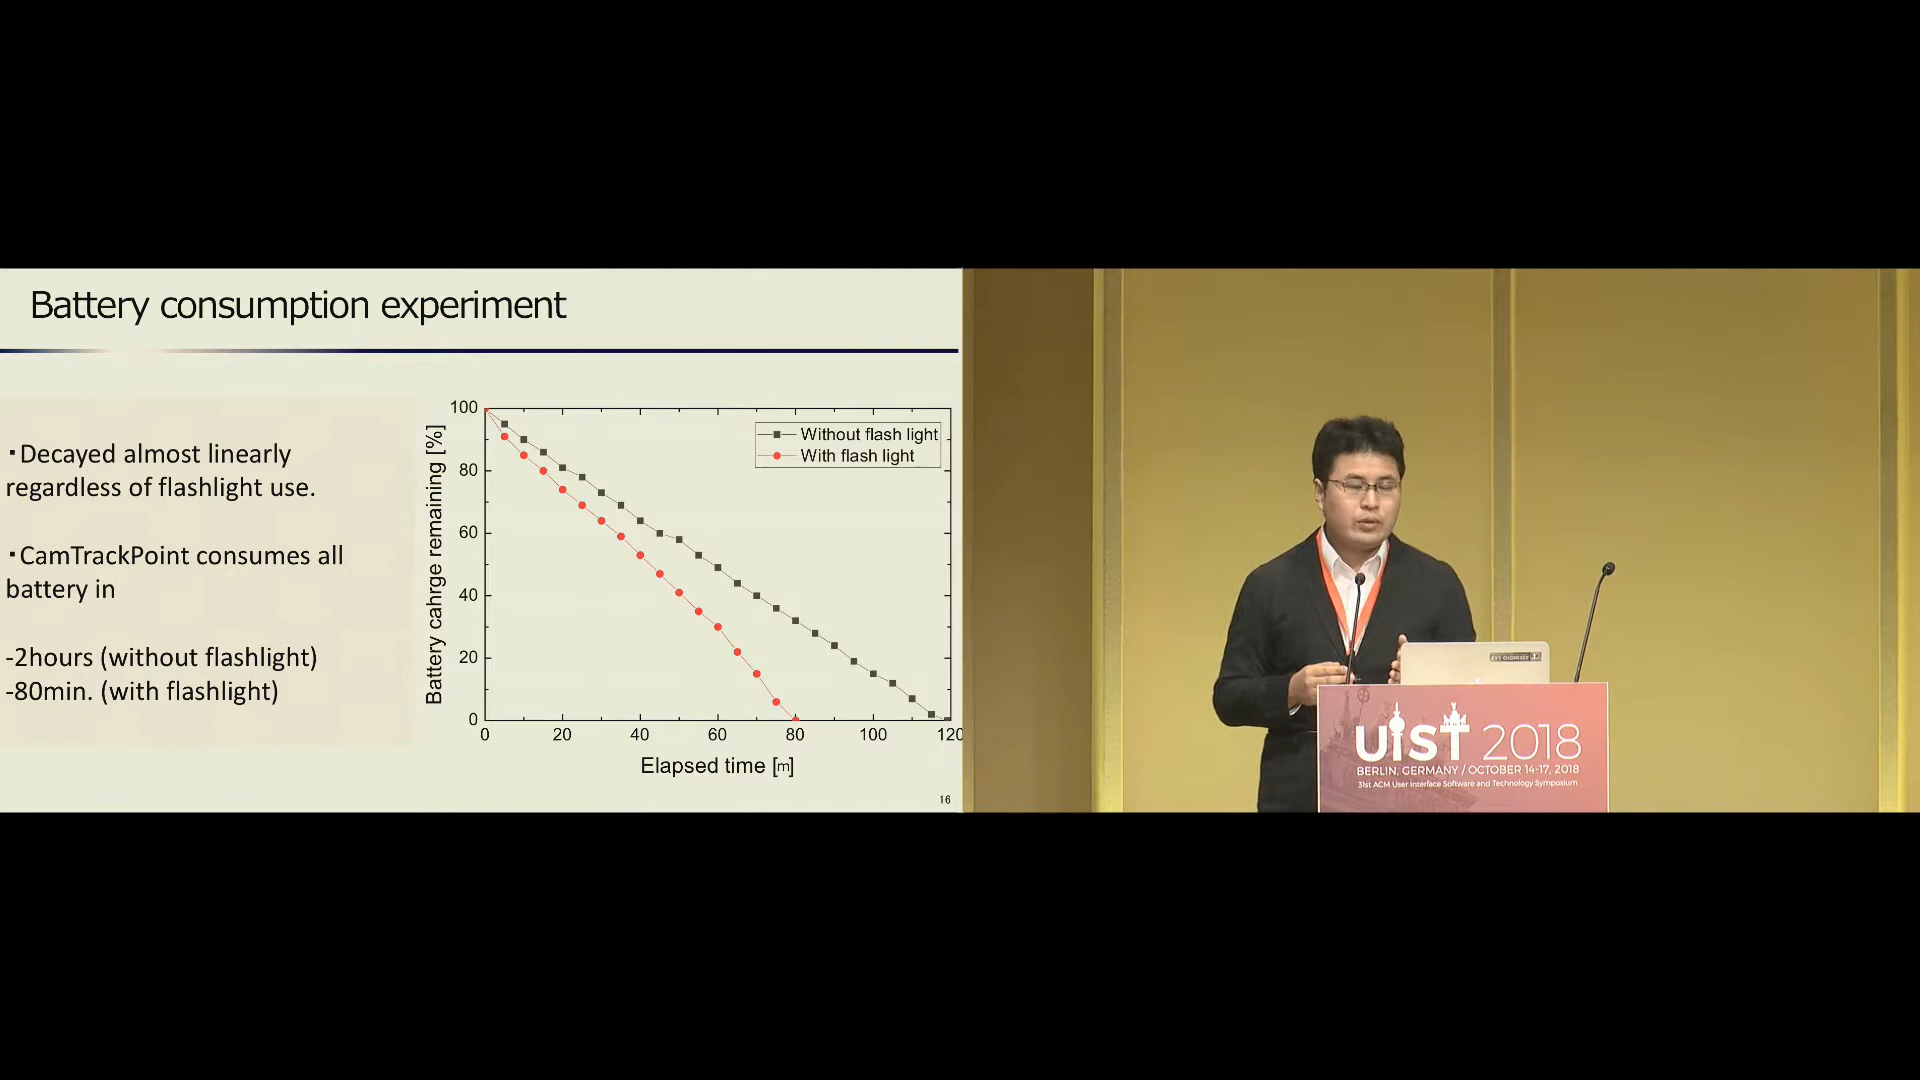 Battery consumption experiment
・Decayed almost linearly
regardless of flashlight use.
・CamTrackPoint consumes all
battery in
-2hours (without flashlight)
-80min. (with flashlight)
Battery cahrge remaining [%]
100
80
60
40
20
0
Without flash light
With flash light
0 20 40 60 80 100 120
Elapsed time [m]
16
UIST 2018
BERLIN, GERMANY / OCTOBER 14-17, 2018
31st ACM User Interface Software and Technology Symposium